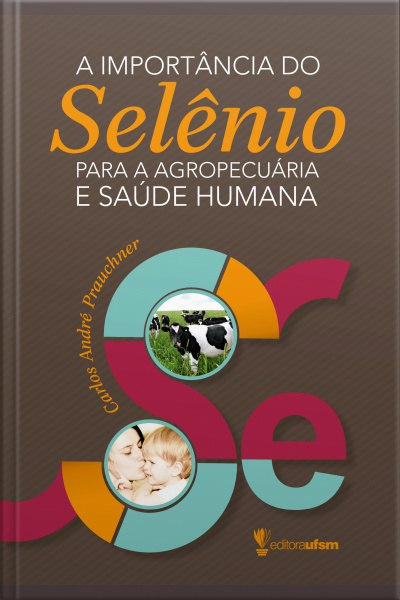 A IMPORTÂNCIA DO
Selênio
PARA A AGROPECUÁRIA
E SAÚDE HUMANA
Carlos André Prauchner
Se
editoraufsm